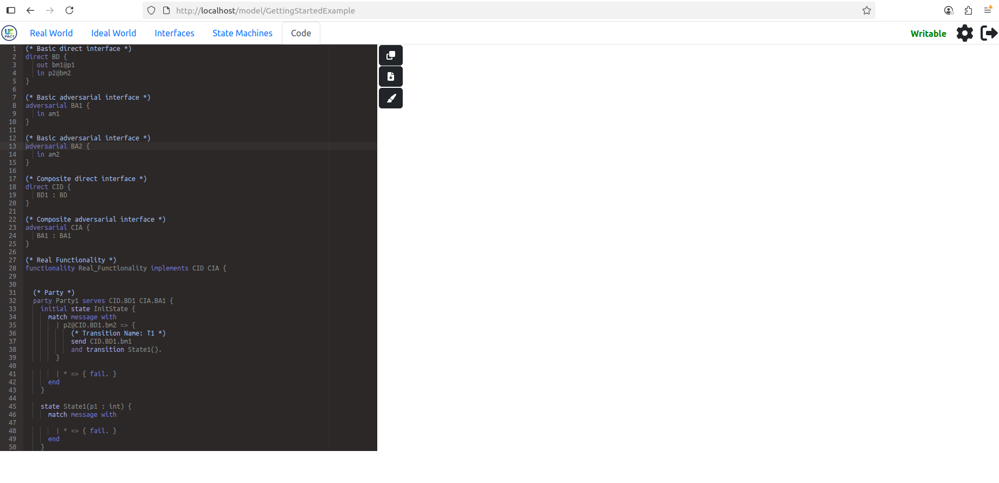 http://localhost/model/GettingStartedExample
UC PACT Real World Ideal World Interfaces State Machines Code Writable
1 (* Basic direct interface *)
2 direct BD {
3 out bm1@p1
4 in p2@bm2
5 }
6
7 (* Basic adversarial interface *)
8 adversarial BA1 {
9 in am1
10 }
11
12 (* Basic adversarial interface *)
13 adversarial BA2 {
14 in am2
15 }
16
17 (* Composite direct interface *)
18 direct CID {
19 BD1 : BD
20 }
21
22 (* Composite adversarial interface *)
23 adversarial CIA {
24 BA1 : BA1
25 }
26
27 (* Real Functionality *)
28 functionality Real_Functionality implements CID CIA {
29
30
31 (* Party *)
32 party Party1 serves CID.BD1 CIA.BA1 {
33 initial state InitState {
34 match message with
35 | p2@CID.BD1.bm2 => {
36 (* Transition Name: T1 *)
37 send CID.BD1.bm1
38 and transition State1().
39 }
40
41 | * => { fail. }
42 end
43 }
44
45 state State1(p1 : int) {
46 match message with
47
48 | * => { fail. }
49 end
50 }